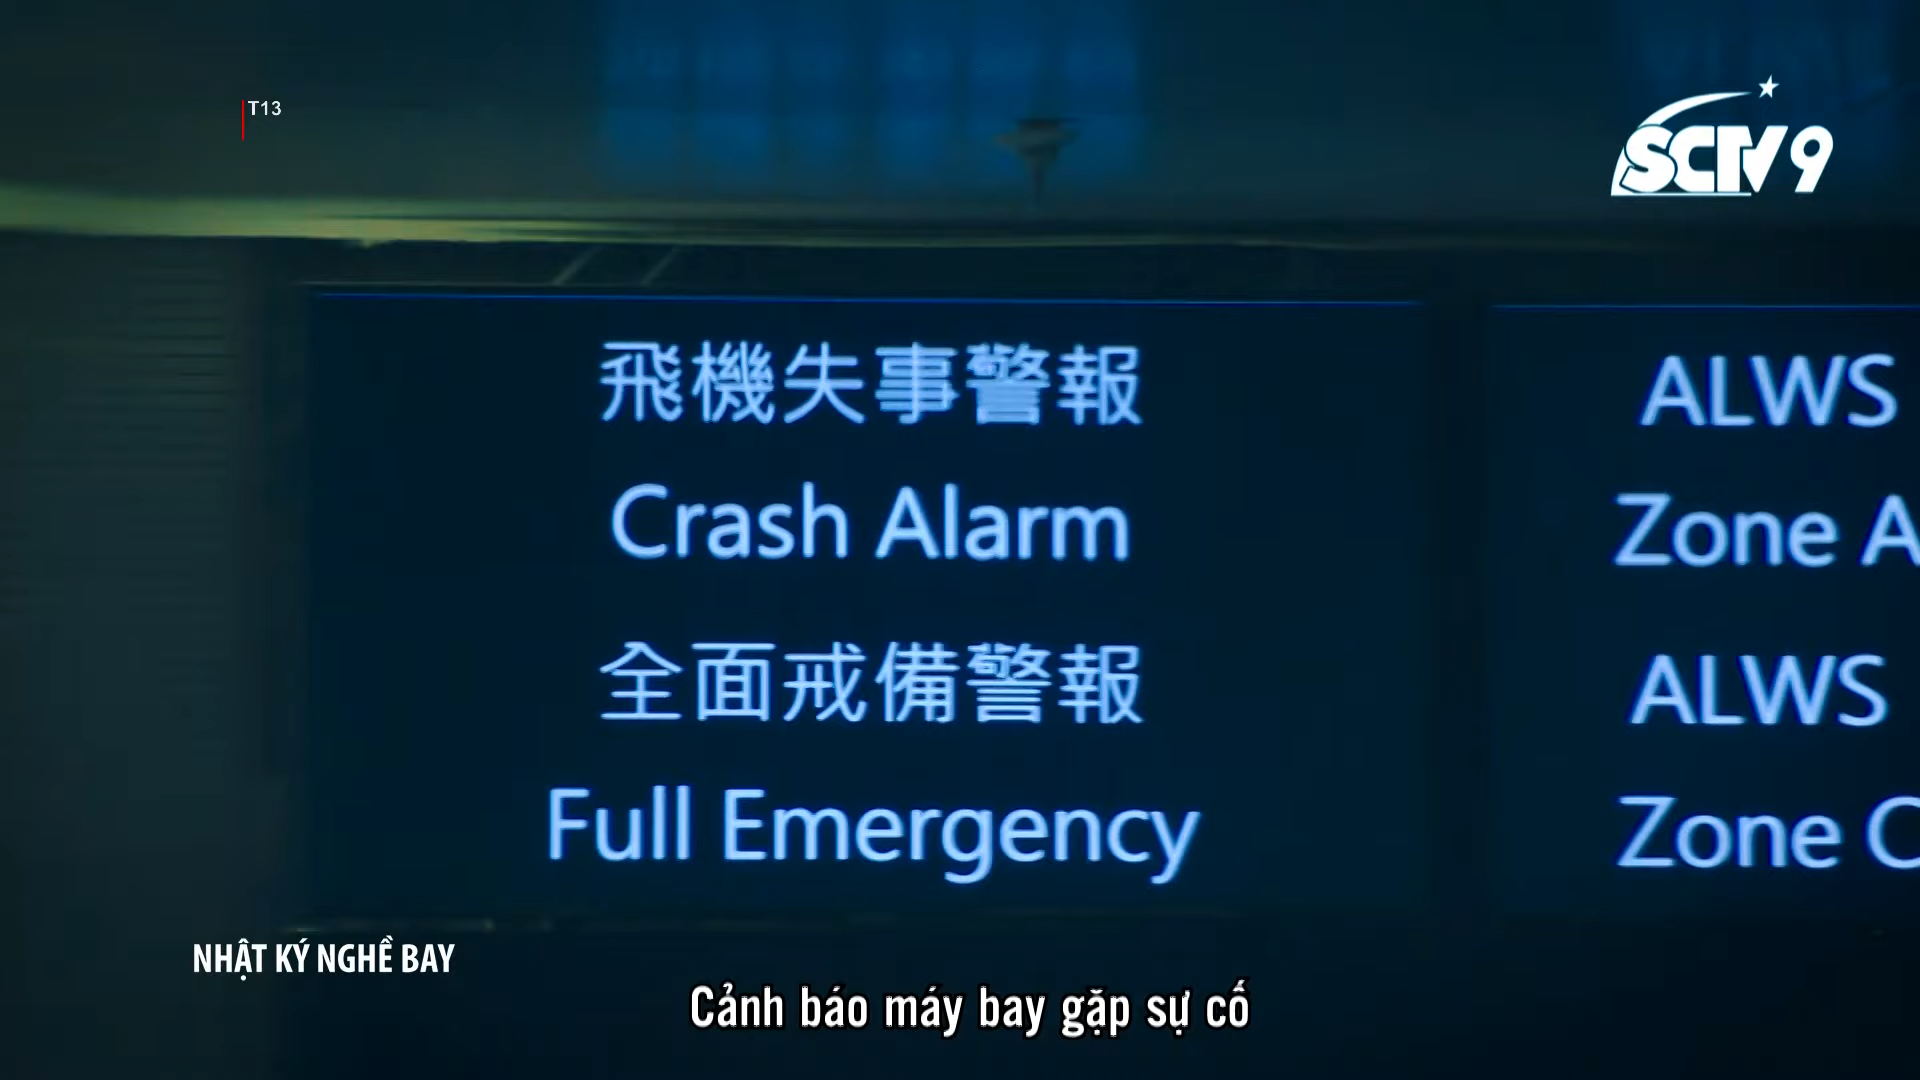 T13
SCTV9
飛機失事警報
Crash Alarm
全面戒備警報
Full Emergency
ALWS
Zone A
ALWS
Zone C
NHẬT KÝ NGHỀ BAY
Cảnh báo máy bay gặp sự cố